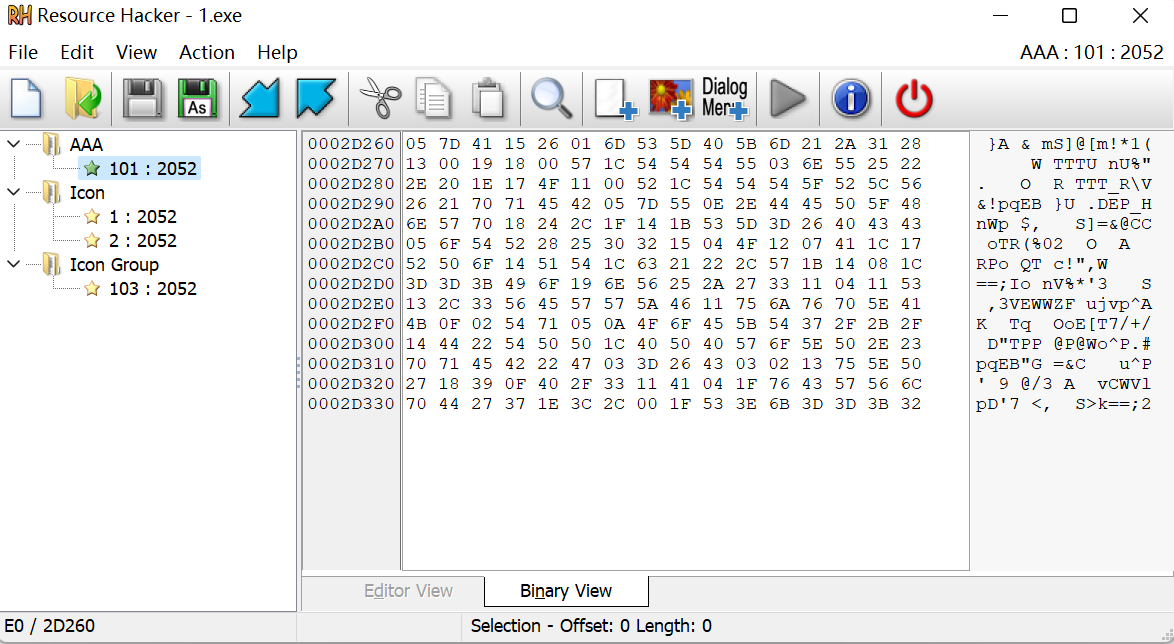 Resource Hacker - 1.exe
File Edit View Action Help AAA : 101 : 2052
As Dialog Menu
AAA
101 : 2052
Icon
1 : 2052
2 : 2052
Icon Group
103 : 2052
0002D260 05 7D 41 15 26 01 6D 53 5D 40 5B 6D 21 2A 31 28 }A & mS]@[m!*1(
0002D270 13 00 19 18 00 57 1C 54 54 54 55 03 6E 55 25 22 W TTTU nU%"
0002D280 2E 20 1E 17 4F 11 00 52 1C 54 54 54 5F 52 5C 56 . O R TTT_R\V
0002D290 26 21 70 71 45 42 05 7D 55 0E 2E 44 45 50 5F 48 &!pqEB }U .DEP_H
0002D2A0 6E 57 70 18 24 2C 1F 14 1B 53 5D 3D 26 40 43 43 nWp $, S]=&@CC
0002D2B0 05 6F 54 52 28 25 30 32 15 04 4F 12 07 41 1C 17 oTR(%02 O A
0002D2C0 52 50 6F 14 51 54 1C 63 21 22 2C 57 1B 14 08 1C RPo QT c!",W
0002D2D0 3D 3D 3B 49 6F 19 6E 56 25 2A 27 33 11 04 11 53 ==;Io nV%*'3 S
0002D2E0 13 2C 33 56 45 57 57 5A 46 11 75 6A 76 70 5E 41 ,3VEWWZF ujvp^A
0002D2F0 4B 0F 02 54 71 05 0A 4F 6F 45 5B 54 37 2F 2B 2F K Tq OoE[T7/+/
0002D300 14 44 22 54 50 50 1C 40 50 40 57 6F 5E 50 2E 23 D"TPP @P@Wo^P.#
0002D310 70 71 45 42 22 47 03 3D 26 43 03 02 13 75 5E 50 pqEB"G =&C u^P
0002D320 27 18 39 0F 40 2F 33 11 41 04 1F 76 43 57 56 6C ' 9 @/3 A vCWVl
0002D330 70 44 27 37 1E 3C 2C 00 1F 53 3E 6B 3D 3D 3B 32 pD'7 <, S>k==;2
Editor View Binary View
E0 / 2D260 Selection - Offset: 0 Length: 0